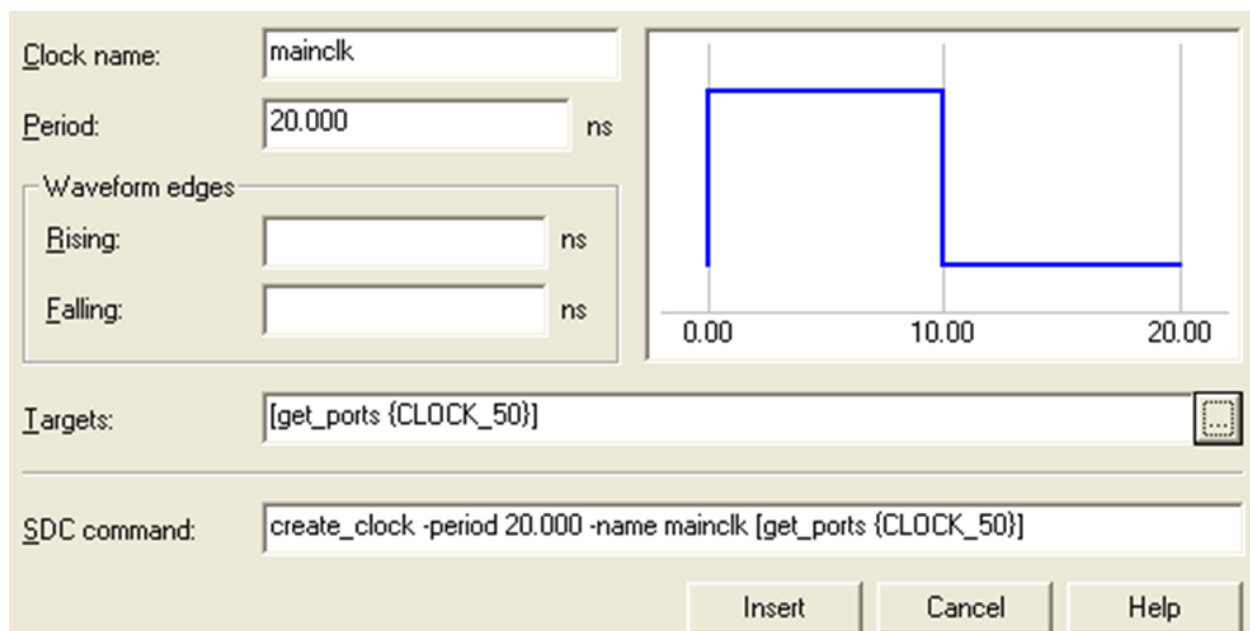 Clock name: mainclk
Period: 20.000 ns
Waveform edges
Rising: ns
Falling: ns
0.00 10.00 20.00
Targets: [get_ports {CLOCK_50}] ...
SDC command: create_clock -period 20.000 -name mainclk [get_ports {CLOCK_50}]
Insert Cancel Help